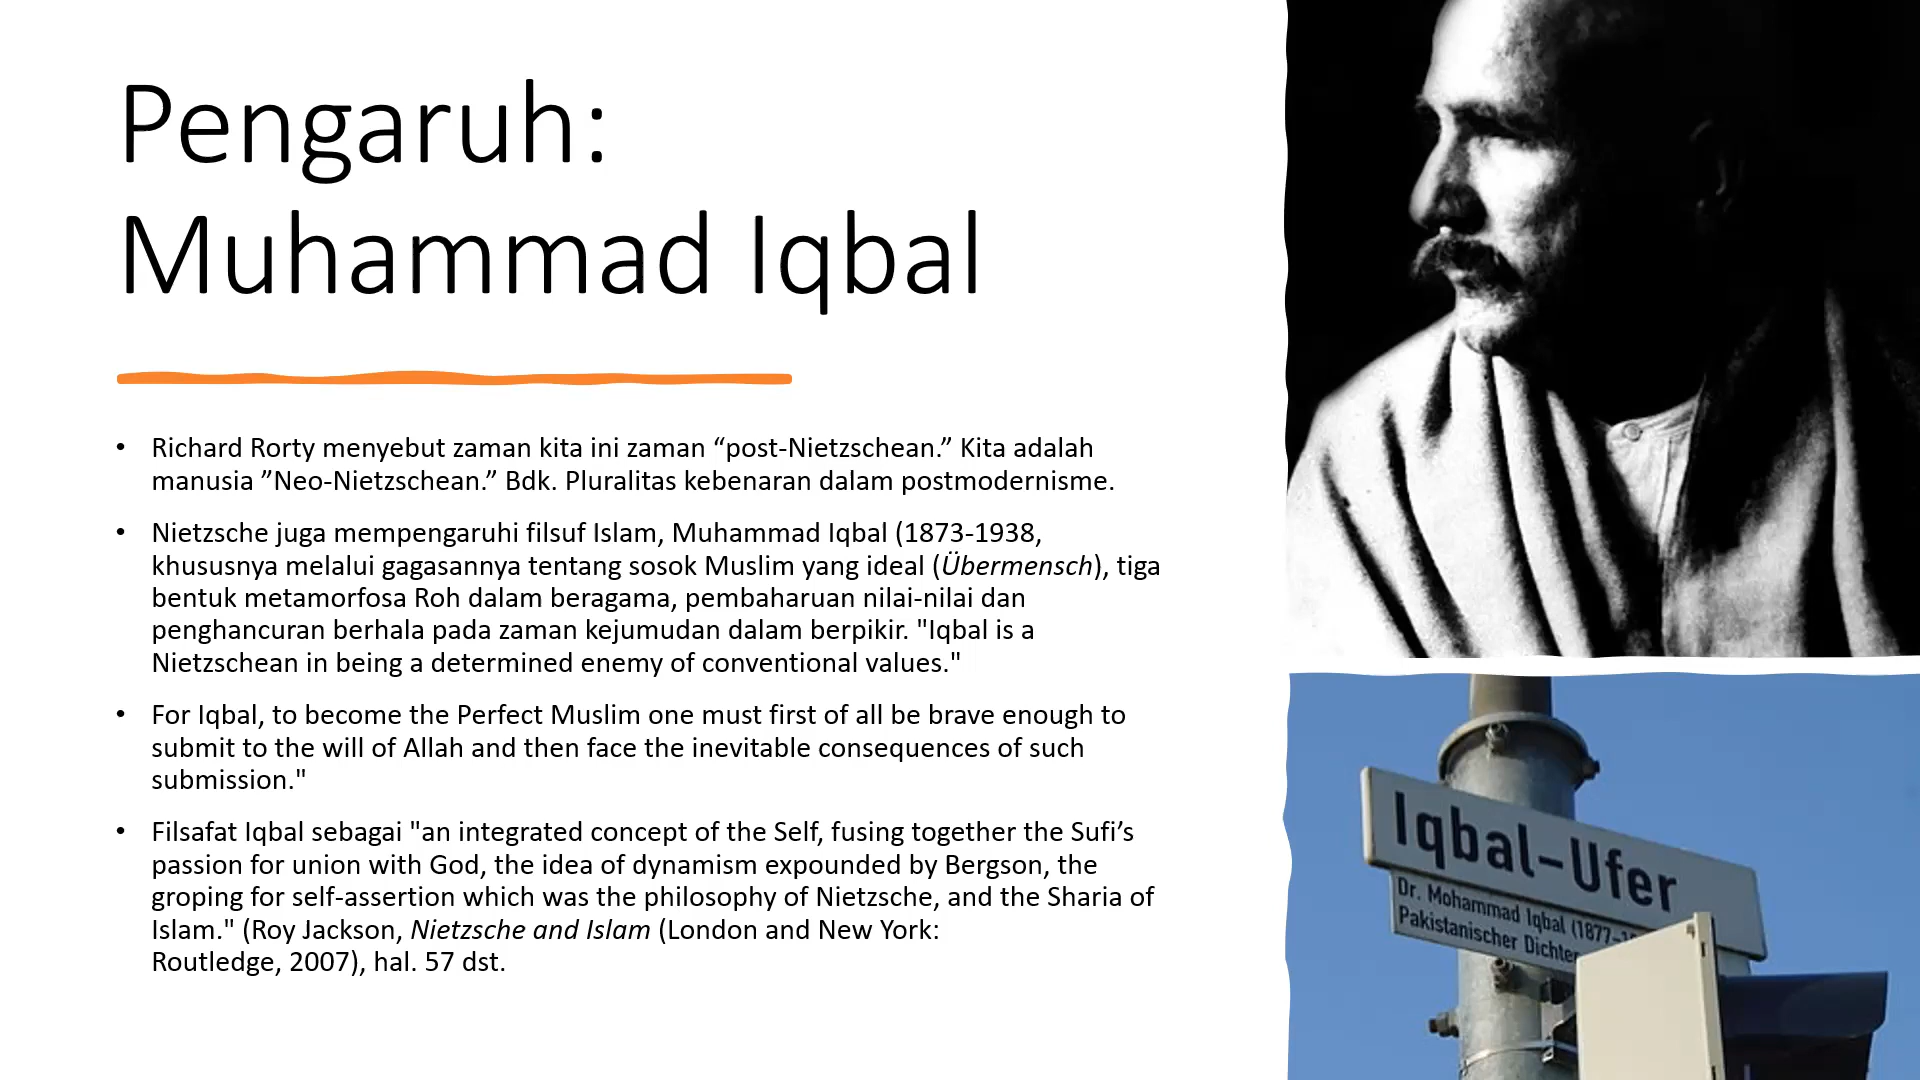 Pengaruh:
Muhammad Iqbal
• Richard Rorty menyebut zaman kita ini zaman “post-Nietzschean.” Kita adalah
manusia ”Neo-Nietzschean.” Bdk. Pluralitas kebenaran dalam postmodernisme.
• Nietzsche juga mempengaruhi filsuf Islam, Muhammad Iqbal (1873-1938,
khususnya melalui gagasannya tentang sosok Muslim yang ideal (Übermensch), tiga
bentuk metamorfosa Roh dalam beragama, pembaharuan nilai-nilai dan
penghancuran berhala pada zaman kejumudan dalam berpikir. "Iqbal is a
Nietzschean in being a determined enemy of conventional values."
• For Iqbal, to become the Perfect Muslim one must first of all be brave enough to
submit to the will of Allah and then face the inevitable consequences of such
submission."
• Filsafat Iqbal sebagai "an integrated concept of the Self, fusing together the Sufi’s
passion for union with God, the idea of dynamism expounded by Bergson, the
groping for self-assertion which was the philosophy of Nietzsche, and the Sharia of
Islam." (Roy Jackson, Nietzsche and Islam (London and New York:
Routledge, 2007), hal. 57 dst.
Iqbal-Ufer
Dr. Mohammad Iqbal (1877-
Pakistanischer Dichter